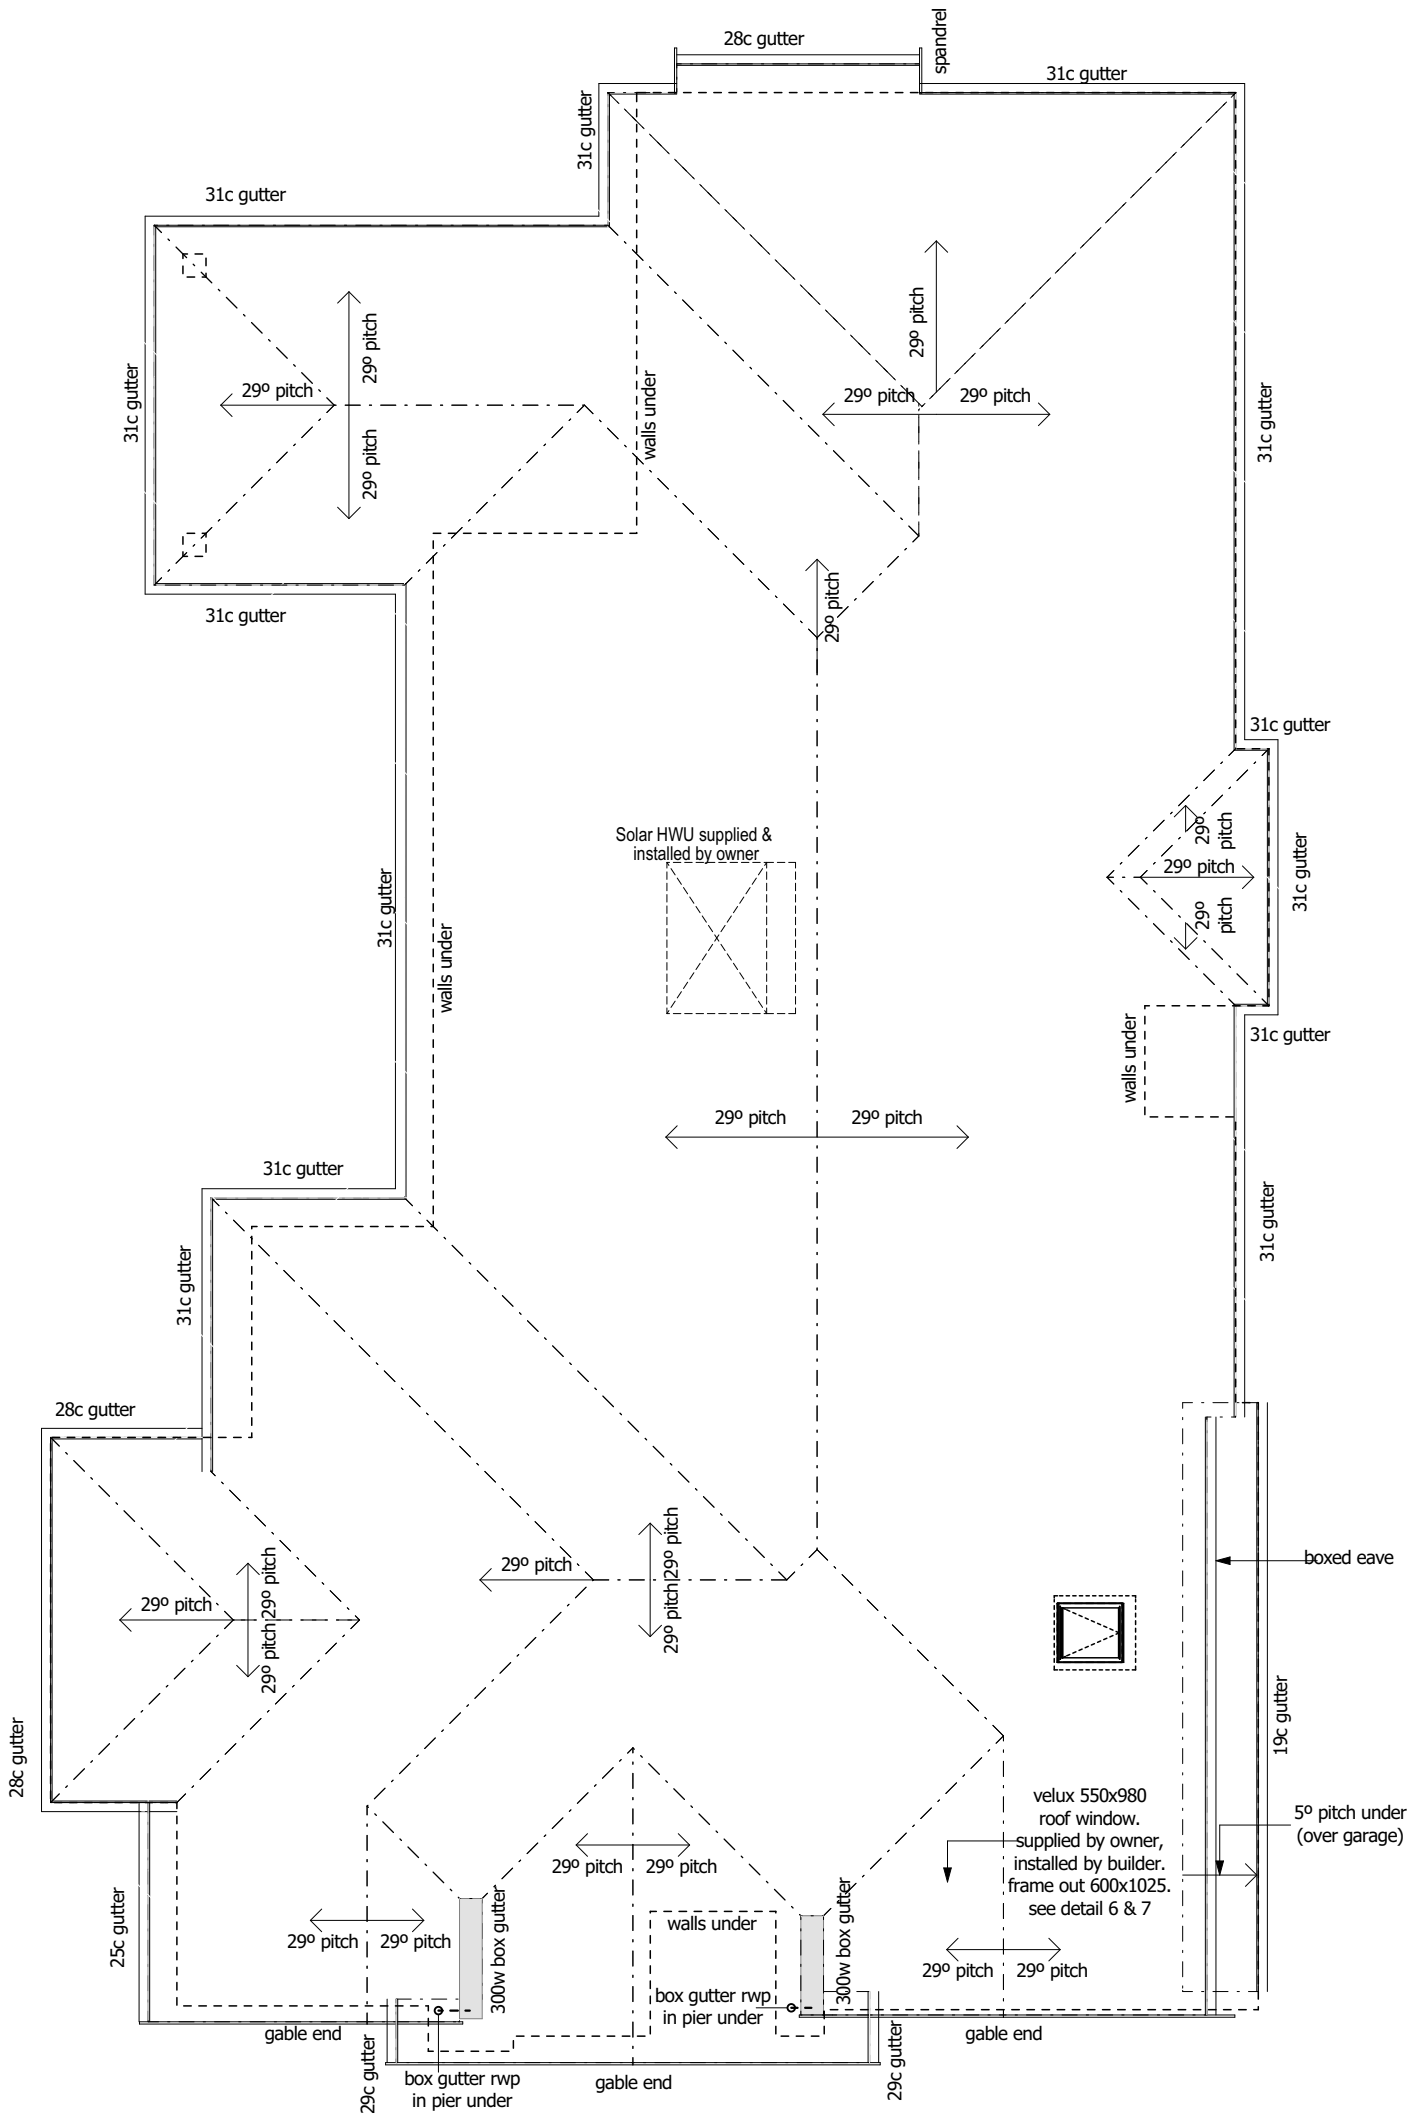 28c gutter
spandrel
31c gutter
31c gutter
31c gutter
29º pitch
29º pitch
29º pitch
29º pitch
31c gutter
29º pitch
29º pitch
29º pitch
walls under
31c gutter
31c gutter
29º pitch
31c gutter
Solar HWU supplied &
installed by owner
29º
pitch
29º pitch
29º
pitch
31c gutter
31c gutter
walls under
31c gutter
walls under
29º pitch
29º pitch
31c gutter
31c gutter
31c gutter
28c gutter
29º pitch
29º pitch
29º pitch
boxed eave
29º pitch
29º pitch
29º pitch
28c gutter
19c gutter
velux 550x980
roof window.
supplied by owner,
installed by builder.
frame out 600x1025.
see detail 6 & 7
5º pitch under
(over garage)
29º pitch
29º pitch
25c gutter
29º pitch
29º pitch
300w box gutter
walls under
300w box gutter
29º pitch
29º pitch
box gutter rwp
in pier under
gable end
29c gutter
box gutter rwp
in pier under
gable end
29c gutter
gable end